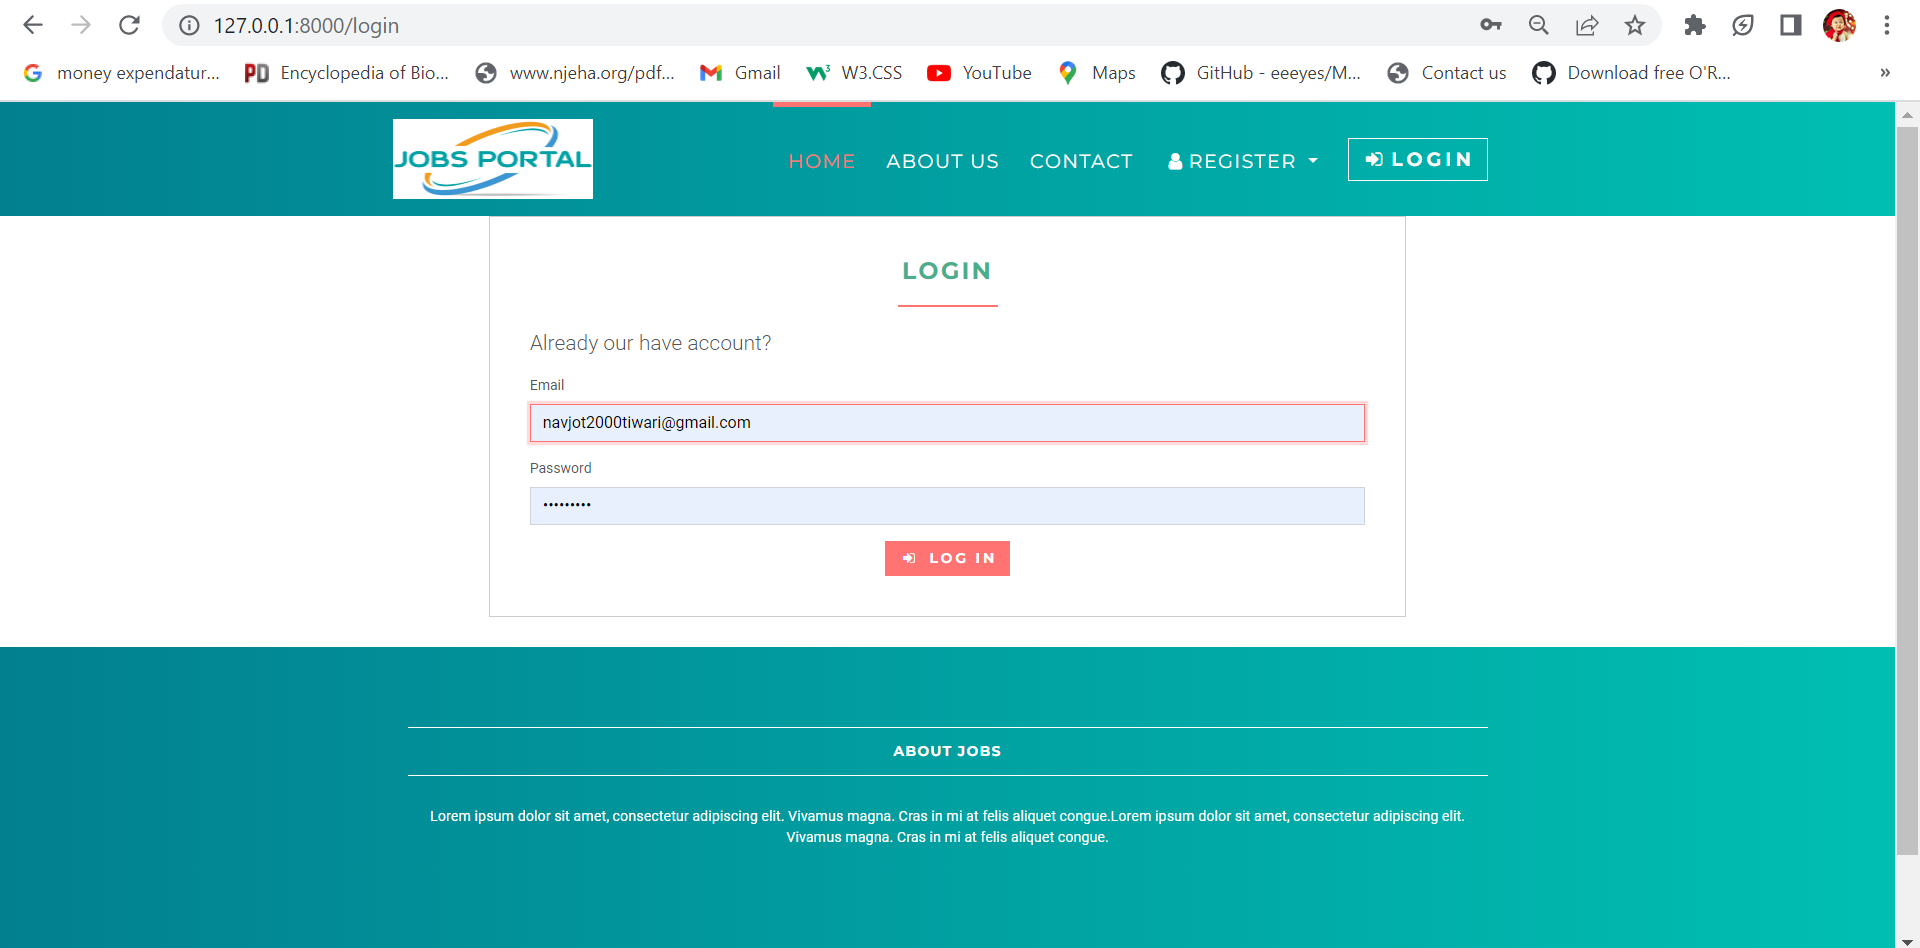 127.0.0.1:8000/login
money expendatur... Encyclopedia of Bio... www.njeha.org/pdf... Gmail W3.CSS YouTube Maps GitHub - eeeyes/M... Contact us Download free O'R... »
JOBS PORTAL
HOME ABOUT US CONTACT REGISTER LOGIN
LOGIN
Already our have account?
Email
navjot2000tiwari@gmail.com
Password
•••••••••
LOG IN
ABOUT JOBS
Lorem ipsum dolor sit amet, consectetur adipiscing elit. Vivamus magna. Cras in mi at felis aliquet congue.Lorem ipsum dolor sit amet, consectetur adipiscing elit.
Vivamus magna. Cras in mi at felis aliquet congue.